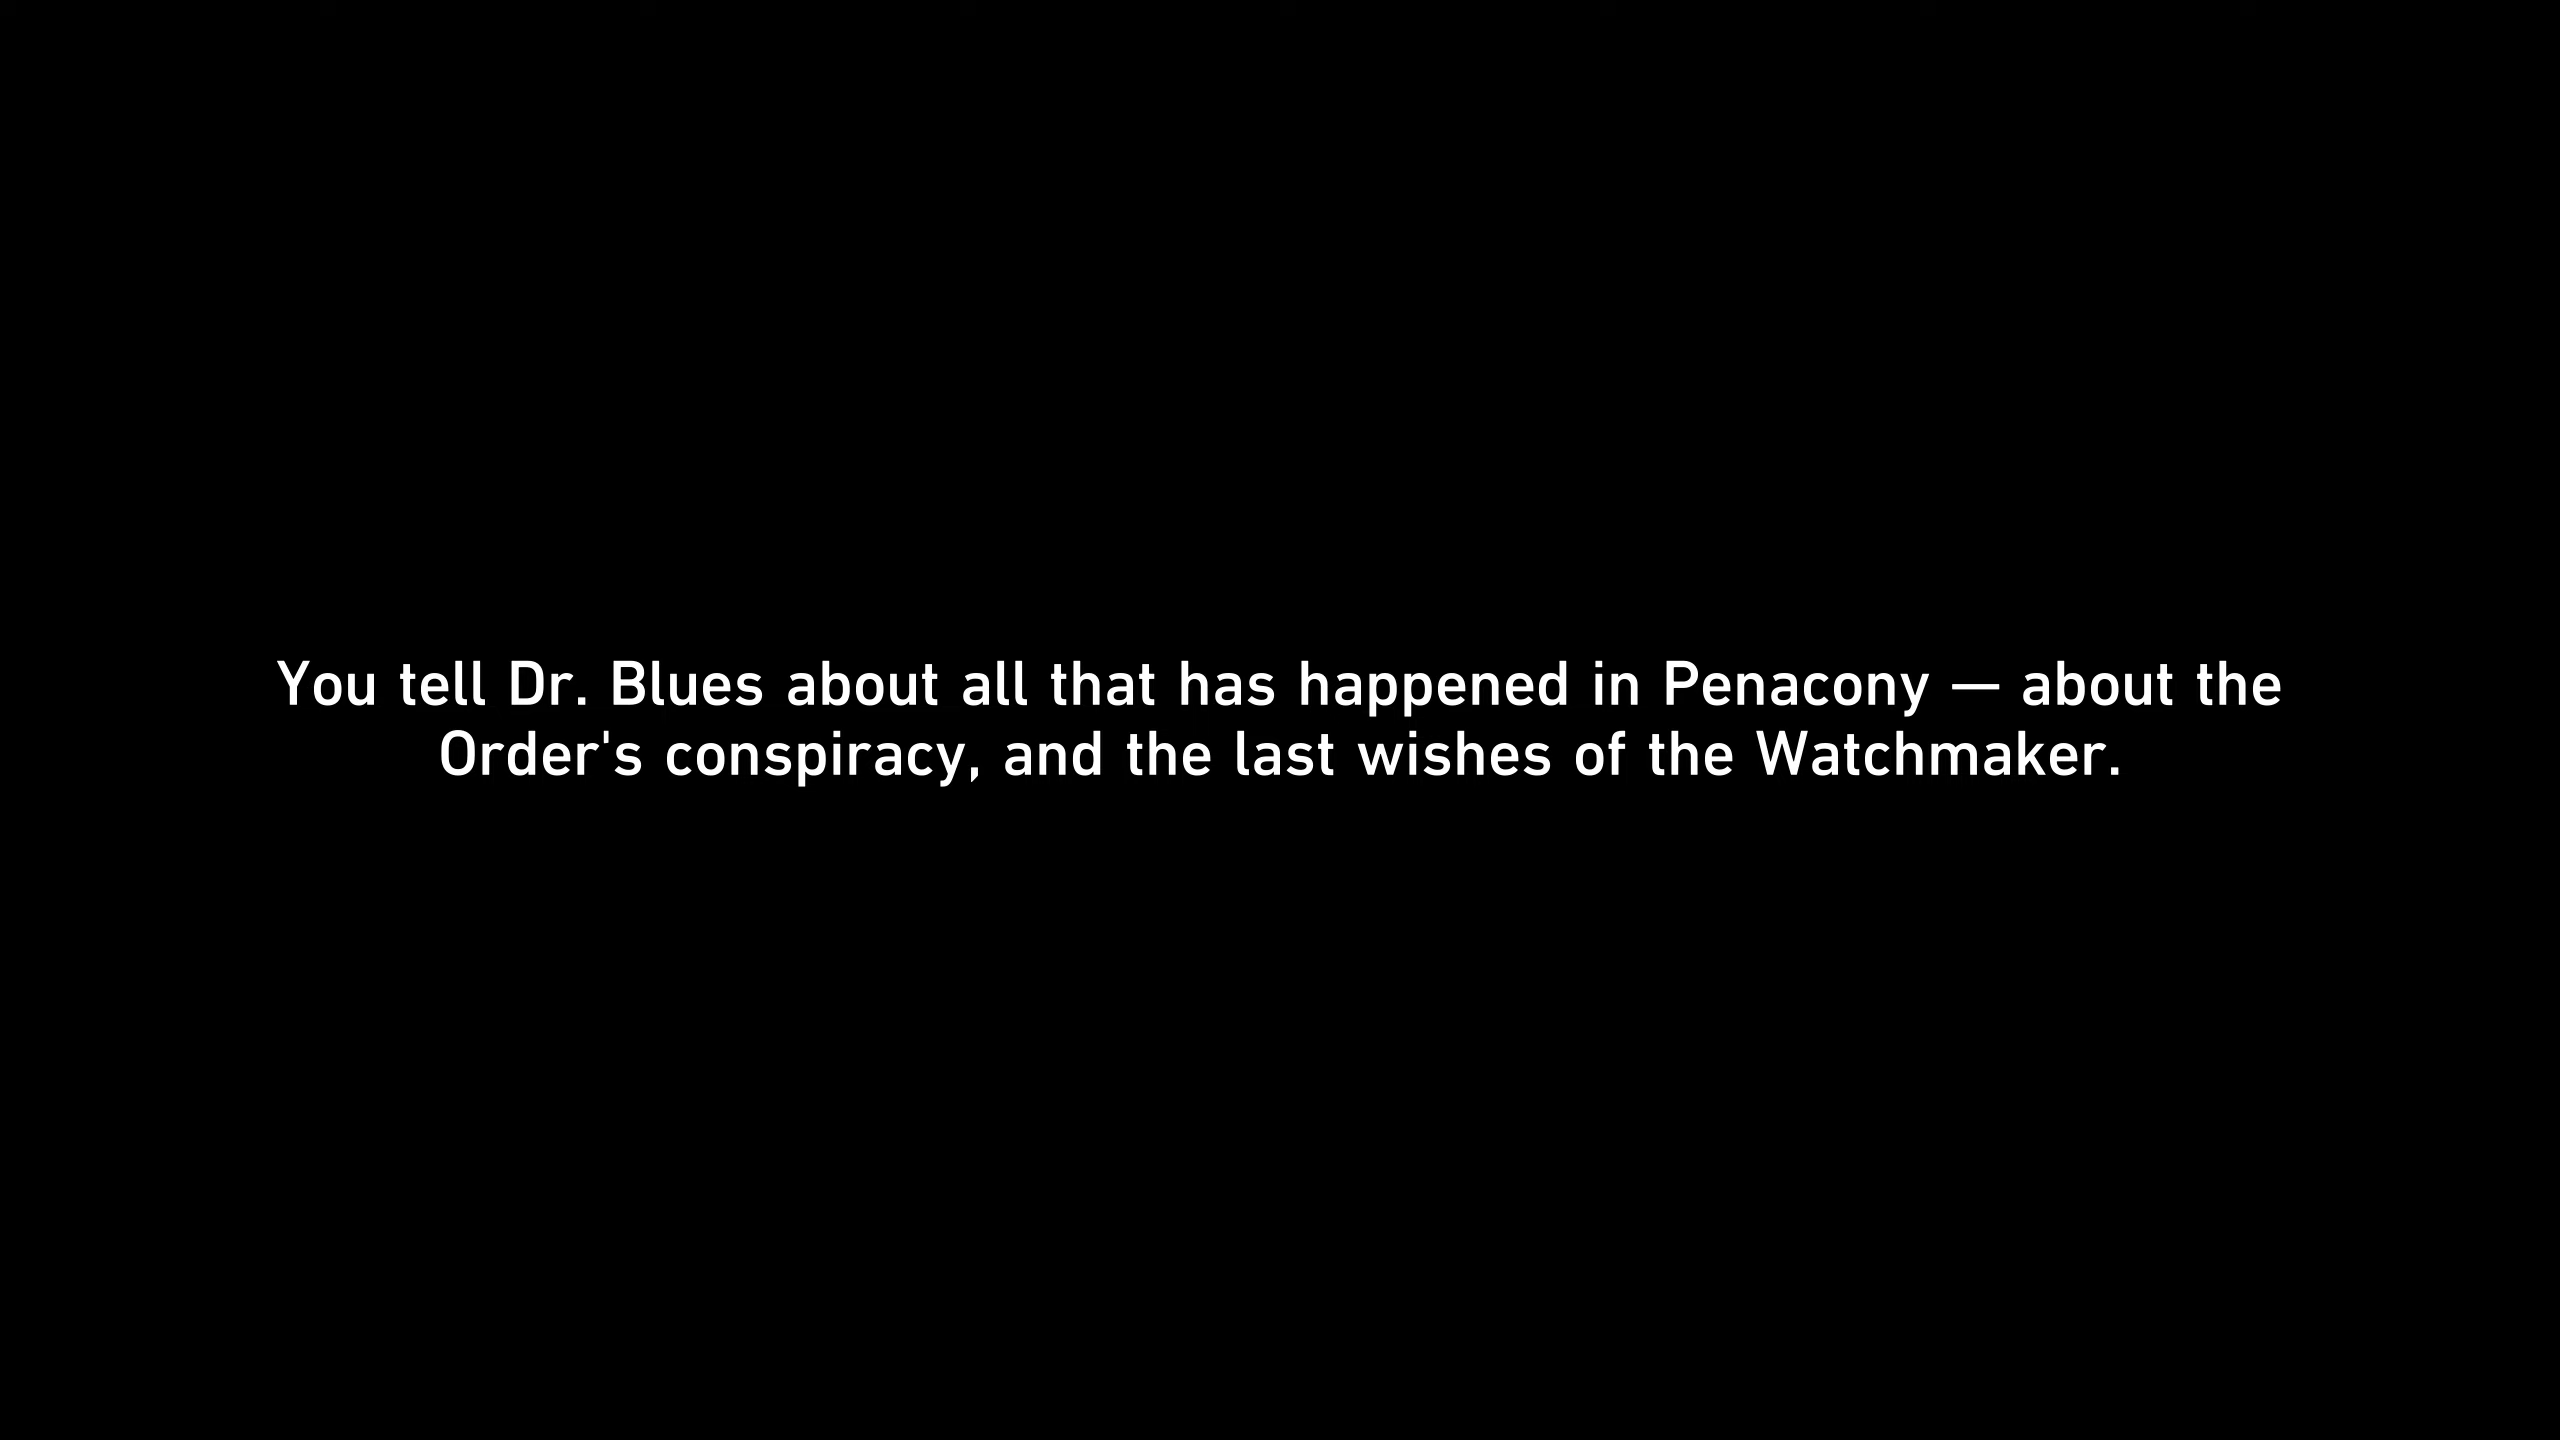 You tell Dr. Blues about all that has happened in Penacony — about the
Order's conspiracy, and the last wishes of the Watchmaker.